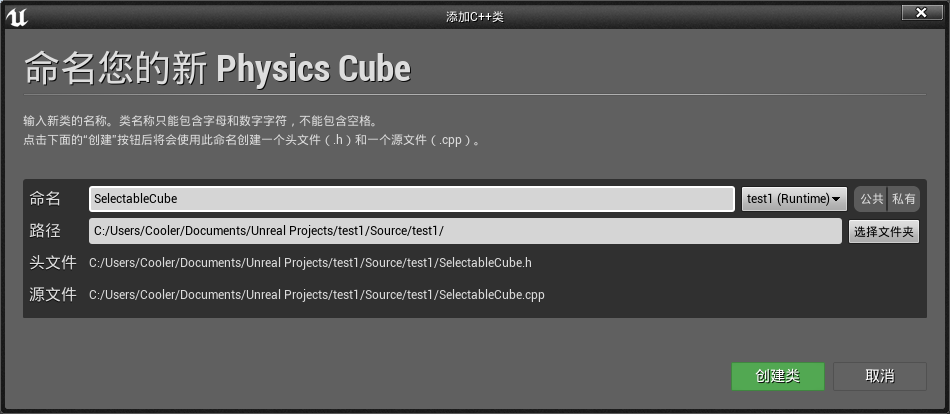 添加C++类
命名您的新 Physics Cube
输入新类的名称。类名称只能包含字母和数字字符，不能包含空格。
点击下面的“创建”按钮后将会使用此命名创建一个头文件（.h）和一个源文件（.cpp）。
命名 SelectableCube test1 (Runtime) 公共 私有
路径 C:/Users/Cooler/Documents/Unreal Projects/test1/Source/test1/ 选择文件夹
头文件 C:/Users/Cooler/Documents/Unreal Projects/test1/Source/test1/SelectableCube.h
源文件 C:/Users/Cooler/Documents/Unreal Projects/test1/Source/test1/SelectableCube.cpp
创建类 取消